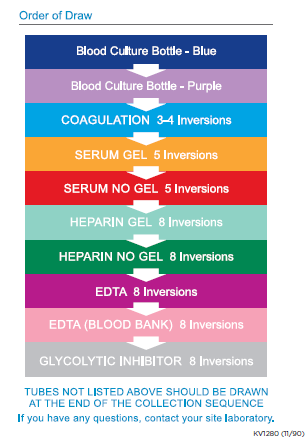 Order of Draw
Blood Culture Bottle - Blue
Blood Culture Bottle - Purple
COAGULATION 3-4 Inversions
SERUM GEL 5 Inversions
SERUM NO GEL 5 Inversions
HEPARIN GEL 8 Inversions
HEPARIN NO GEL 8 Inversions
EDTA 8 Inversions
EDTA (BLOOD BANK) 8 Inversions
GLYCOLYTIC INHIBITOR 8 Inversions
TUBES NOT LISTED ABOVE SHOULD BE DRAWN
AT THE END OF THE COLLECTION SEQUENCE
If you have any questions, contact your site laboratory.
KV1280 (11/90)